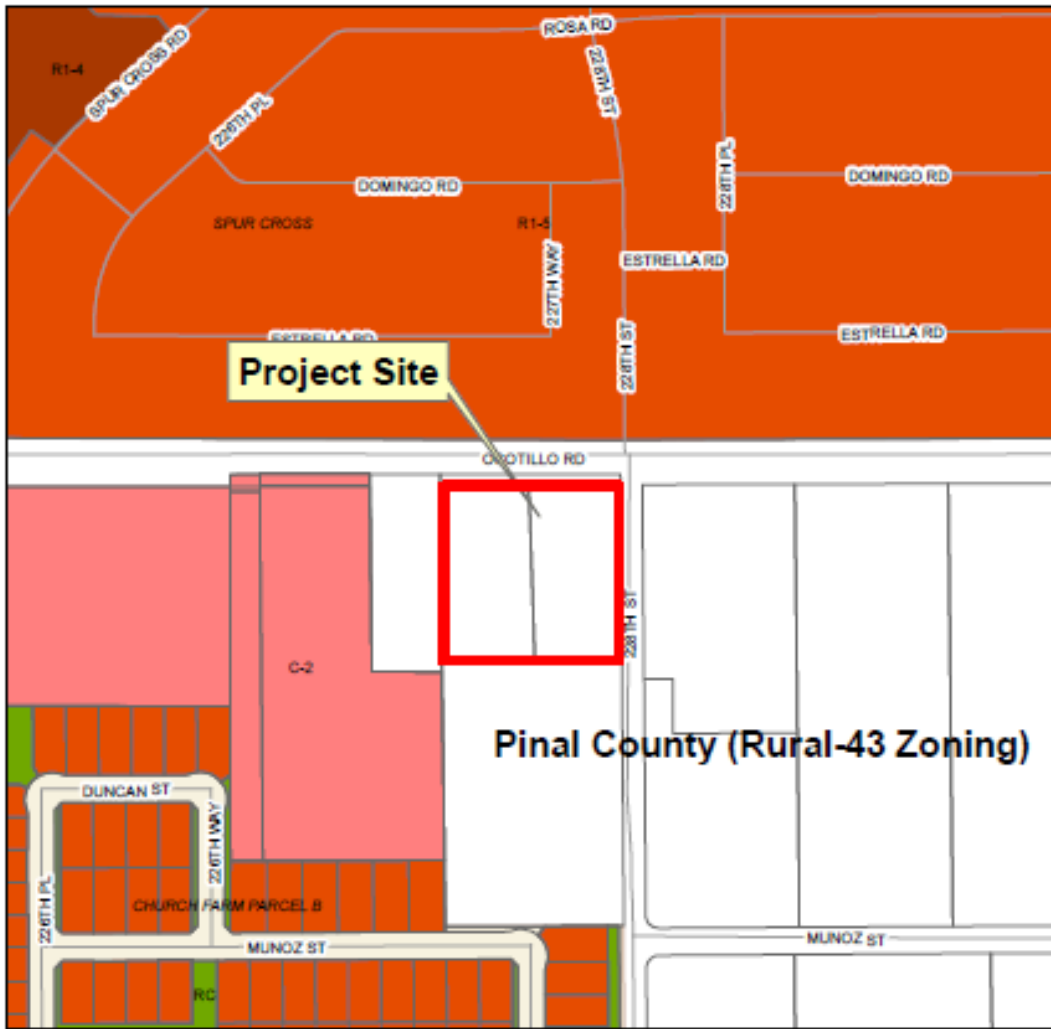 ROSA RD
R1-4
SPUR CROSS RD
226TH PL
228TH ST
228TH PL
DOMINGO RD
DOMINGO RD
SPUR CROSS
R1-5
227TH WAY
ESTRELLA RD
ESTRELLA RD
ESTRELLA RD
228TH ST
Project Site
OCOTILLO RD
228TH ST
C-2
Pinal County (Rural-43 Zoning)
DUNCAN ST
226TH WAY
226TH PL
CHURCH FARM PARCEL B
MUNOZ ST
MUNOZ ST
RC